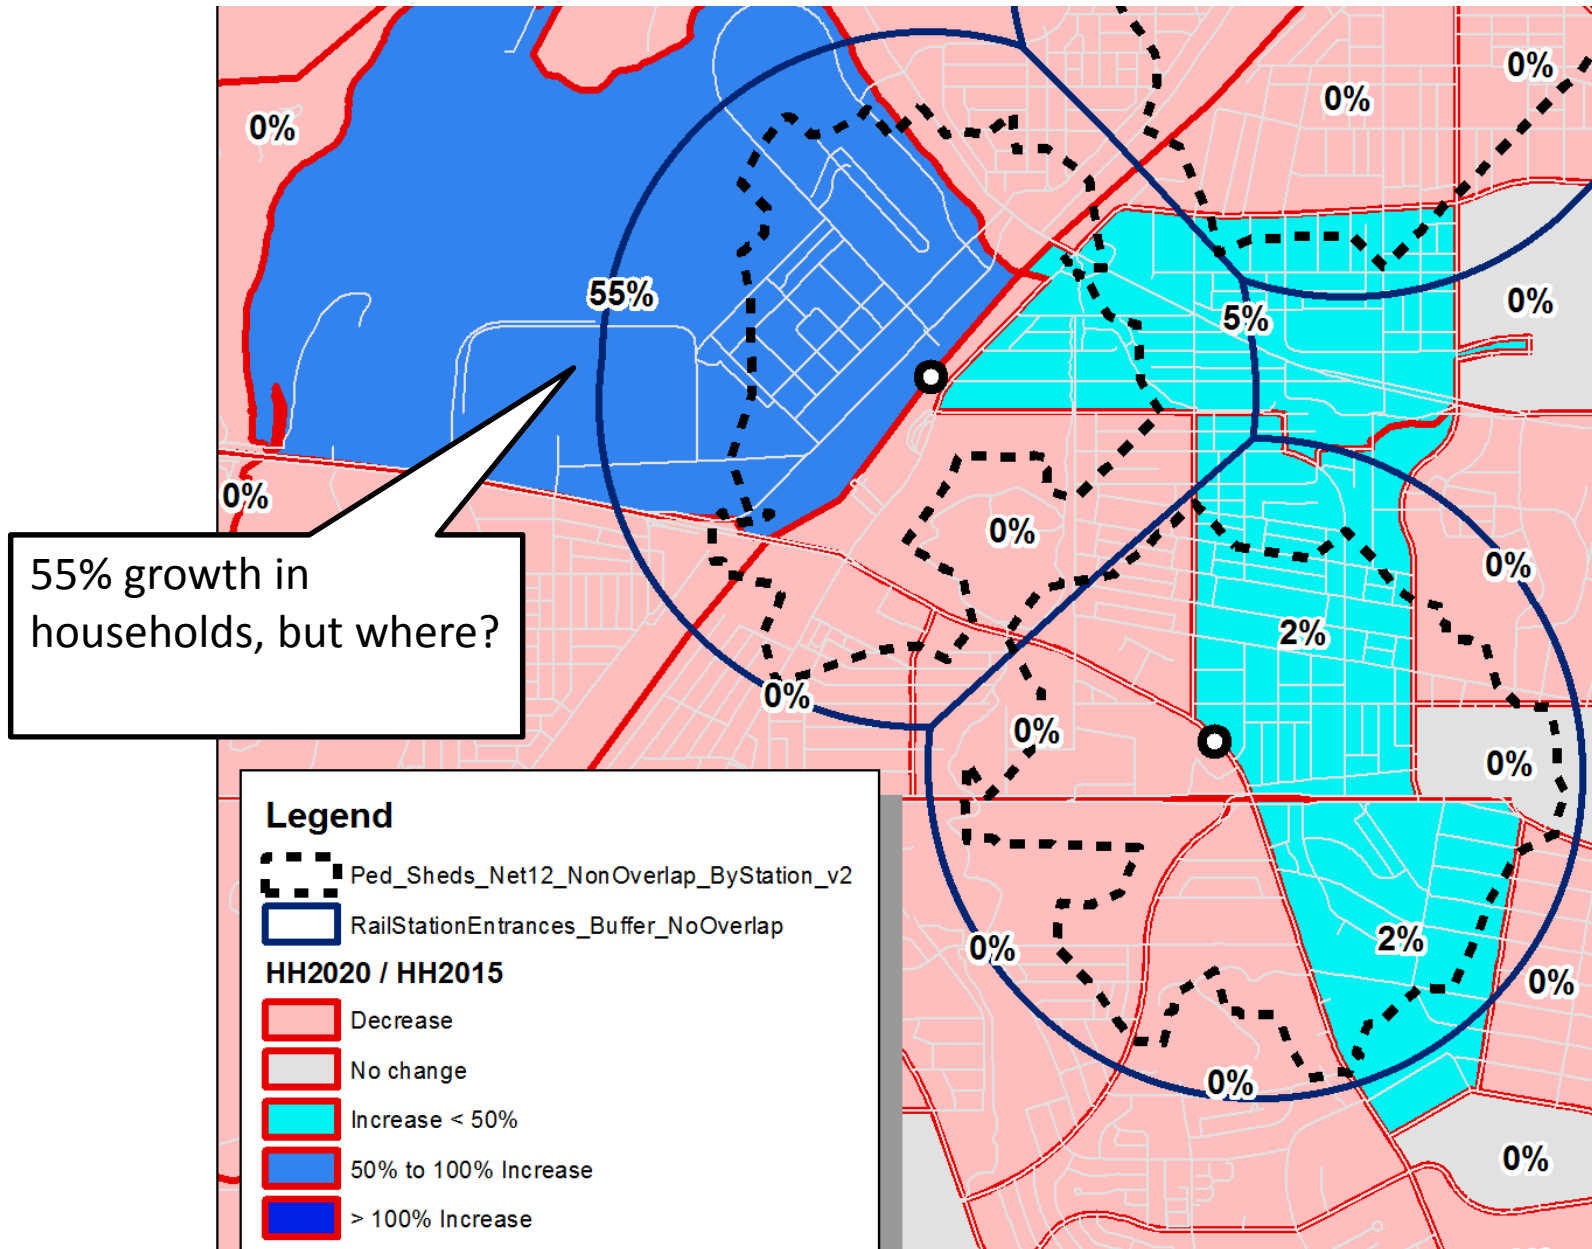 0%
0%
0%
55%
0%
5%
0%
55% growth in
households, but where?
0%
0%
2%
0%
0%
0%
0%
2%
0%
0%
0%
0%
Legend
Ped_Sheds_Net12_NonOverlap_ByStation_v2
RailStationEntrances_Buffer_NoOverlap
HH2020 / HH2015
Decrease
No change
Increase < 50%
50% to 100% Increase
> 100% Increase